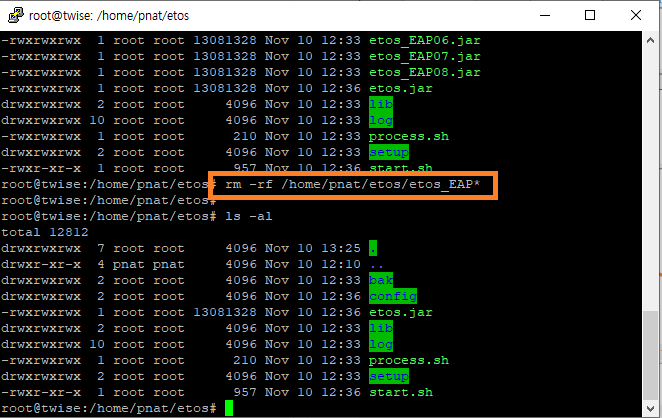 root@twise: /home/pnat/etos
-rwxrwxrwx  1 root root 13081328 Nov 10 12:33 etos_EAP06.jar
-rwxrwxrwx  1 root root 13081328 Nov 10 12:33 etos_EAP07.jar
-rwxrwxrwx  1 root root 13081328 Nov 10 12:33 etos_EAP08.jar
-rwxrwxrwx  1 root root 13081328 Nov 10 12:36 etos.jar
drwxrwxrwx  2 root root     4096 Nov 10 12:33 lib
drwxrwxrwx 10 root root     4096 Nov 10 12:33 log
-rwxrwxrwx  1 root root      210 Nov 10 12:33 process.sh
drwxrwxrwx  2 root root     4096 Nov 10 12:33 setup
-rwxr-xr-x  1 root root      957 Nov 10 12:36 start.sh
root@twise:/home/pnat/etos# rm -rf /home/pnat/etos/etos_EAP*
root@twise:/home/pnat/etos#
root@twise:/home/pnat/etos# ls -al
total 12812
drwxrwxrwx  7 root root     4096 Nov 10 13:25 .
drwxr-xr-x  4 pnat pnat     4096 Nov 10 12:10 ..
drwxrwxrwx  2 root root     4096 Nov 10 12:33 bak
drwxrwxrwx  2 root root     4096 Nov 10 12:36 config
-rwxrwxrwx  1 root root 13081328 Nov 10 12:36 etos.jar
drwxrwxrwx  2 root root     4096 Nov 10 12:33 lib
drwxrwxrwx 10 root root     4096 Nov 10 12:33 log
-rwxrwxrwx  1 root root      210 Nov 10 12:33 process.sh
drwxrwxrwx  2 root root     4096 Nov 10 12:33 setup
-rwxr-xr-x  1 root root      957 Nov 10 12:36 start.sh
root@twise:/home/pnat/etos#